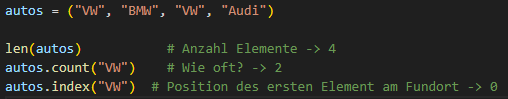 autos = ("VW", "BMW", "VW", "Audi")
len(autos)          # Anzahl Elemente -> 4
autos.count("VW")    # Wie oft? -> 2
autos.index("VW")  # Position des ersten Element am Fundort -> 0